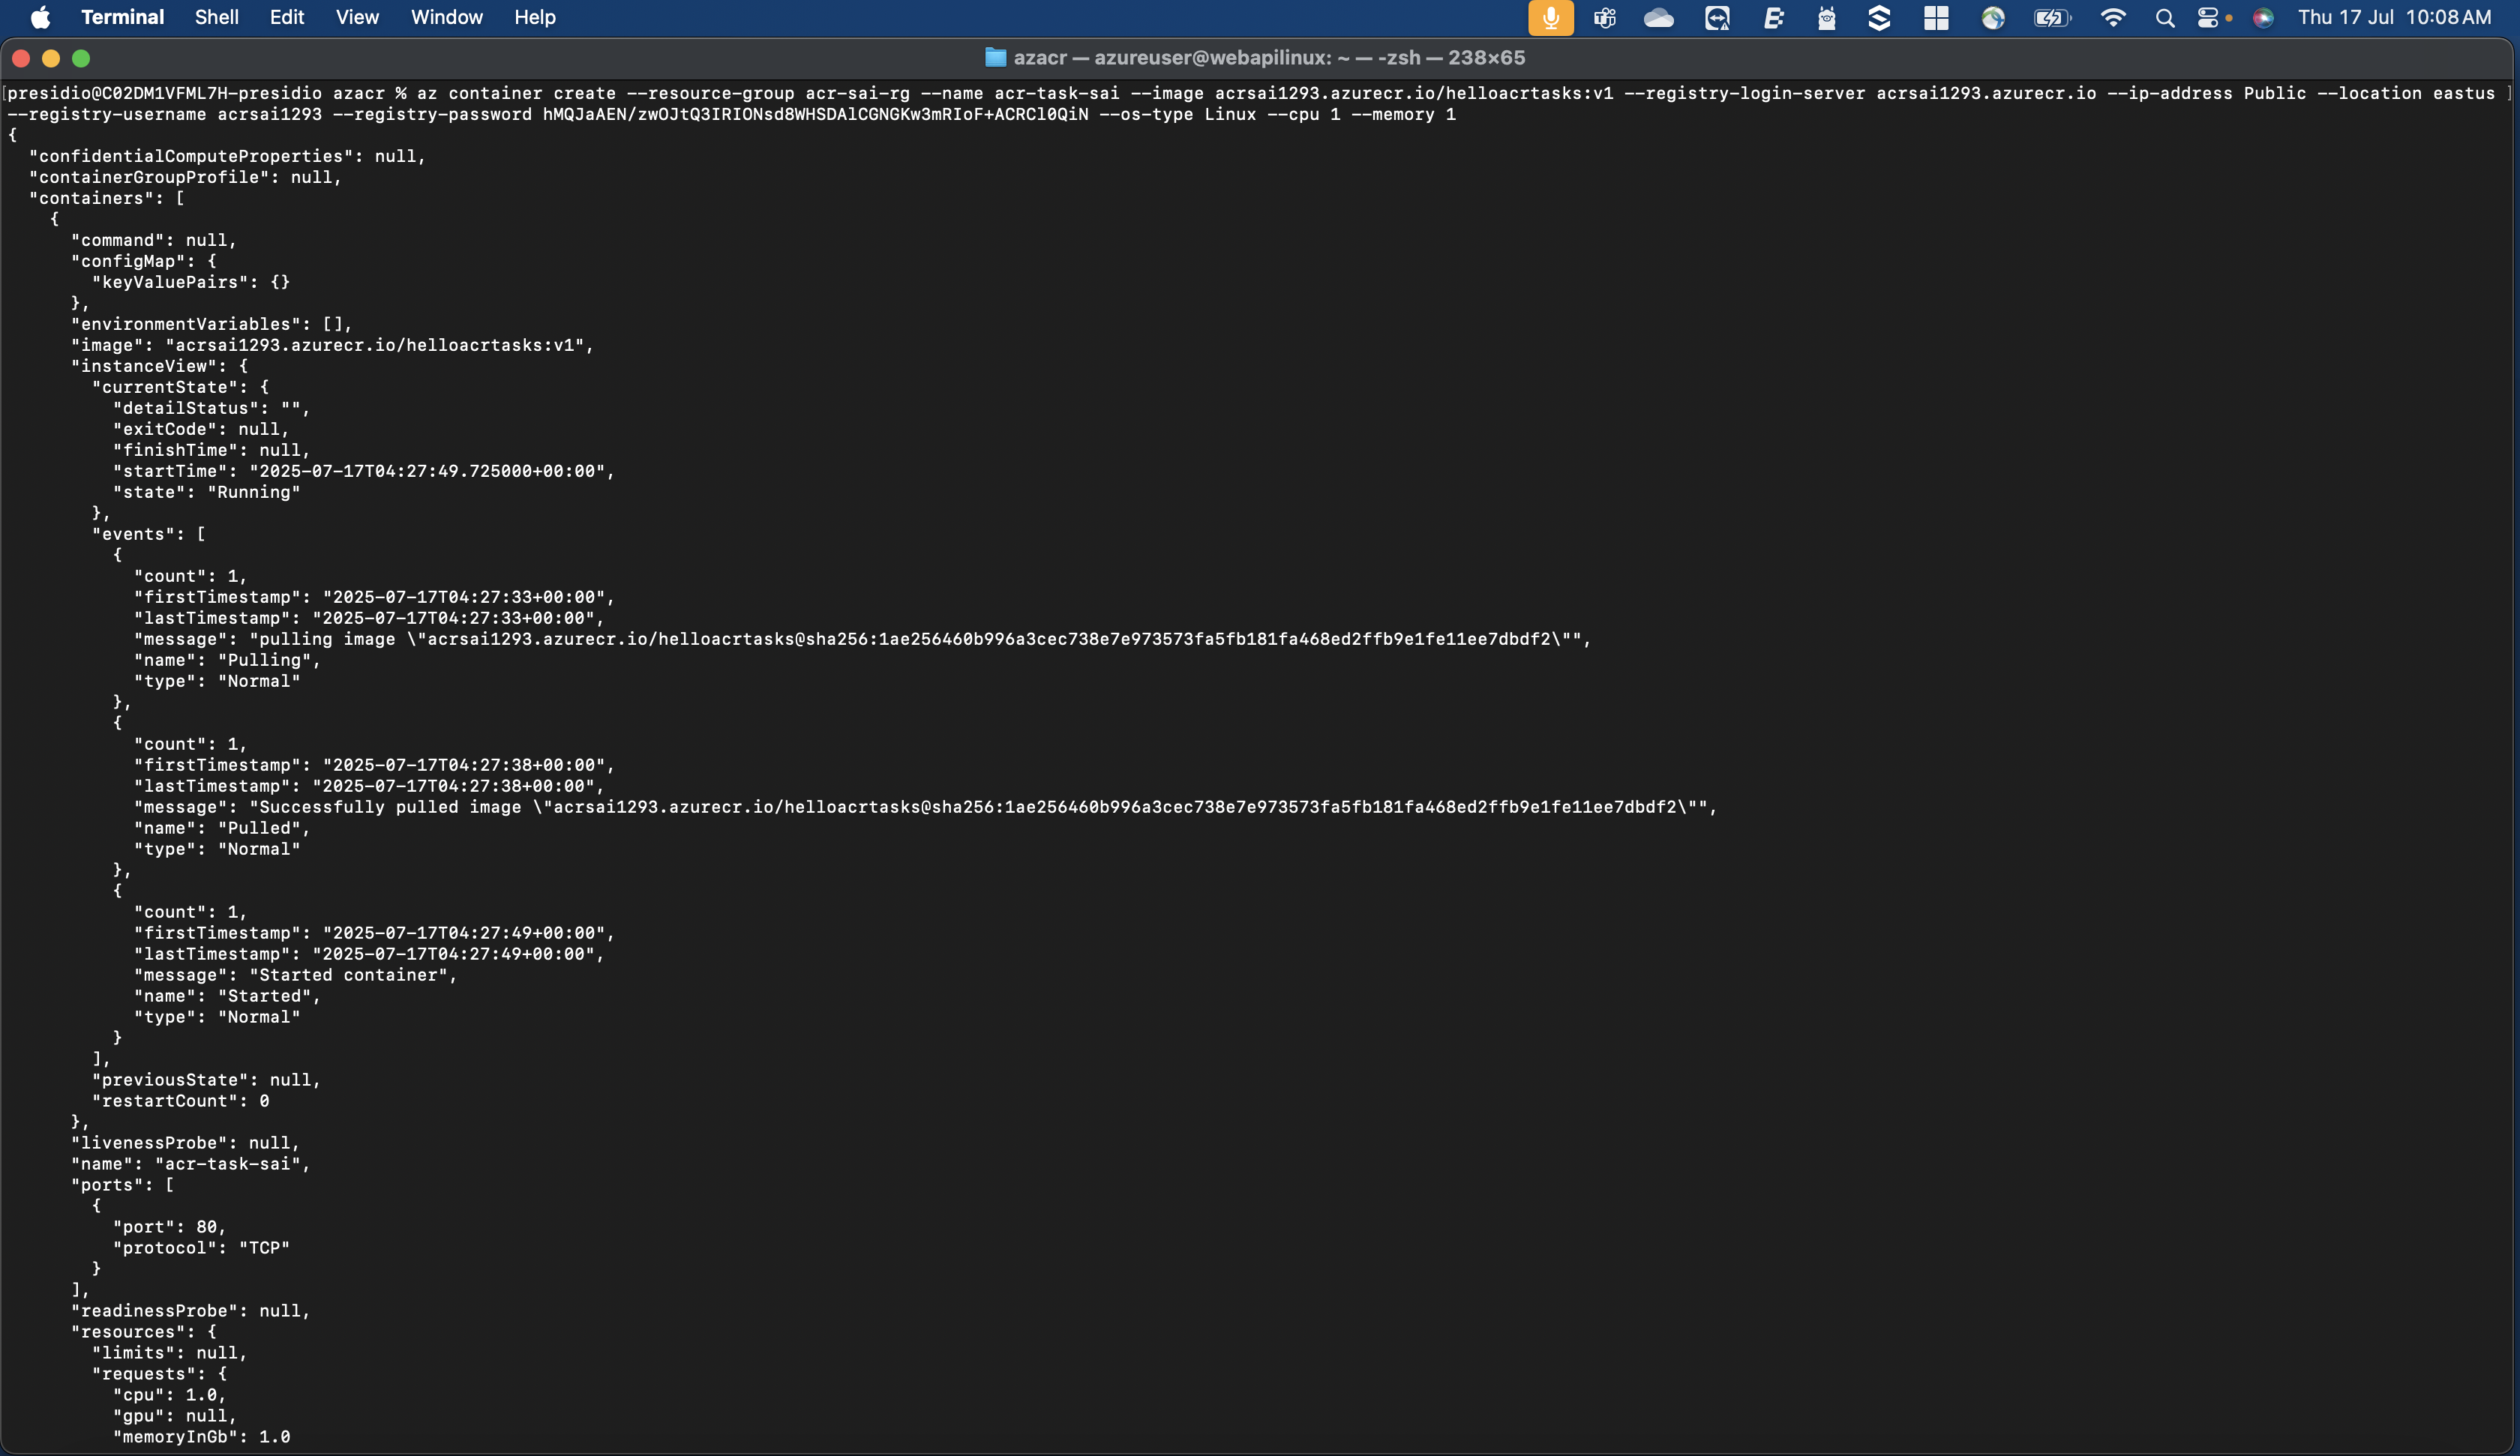 Terminal Shell Edit View Window Help Thu 17 Jul 10:08 AM
azacr — azureuser@webapilinux: ~ — -zsh — 238×65
[presidio@C02DM1VFML7H-presidio azacr % az container create --resource-group acr-sai-rg --name acr-task-sai --image acrsai1293.azurecr.io/helloacrtasks:v1 --registry-login-server acrsai1293.azurecr.io --ip-address Public --location eastus ]
--registry-username acrsai1293 --registry-password hMQJaAEN/zwOJtQ3IRIONsd8WHSDAlCGNGKw3mRIoF+ACRCl0QiN --os-type Linux --cpu 1 --memory 1
{
  "confidentialComputeProperties": null,
  "containerGroupProfile": null,
  "containers": [
    {
      "command": null,
      "configMap": {
        "keyValuePairs": {}
      },
      "environmentVariables": [],
      "image": "acrsai1293.azurecr.io/helloacrtasks:v1",
      "instanceView": {
        "currentState": {
          "detailStatus": "",
          "exitCode": null,
          "finishTime": null,
          "startTime": "2025-07-17T04:27:49.725000+00:00",
          "state": "Running"
        },
        "events": [
          {
            "count": 1,
            "firstTimestamp": "2025-07-17T04:27:33+00:00",
            "lastTimestamp": "2025-07-17T04:27:33+00:00",
            "message": "pulling image \"acrsai1293.azurecr.io/helloacrtasks@sha256:1ae256460b996a3cec738e7e973573fa5fb181fa468ed2ffb9e1fe11ee7dbdf2\"",
            "name": "Pulling",
            "type": "Normal"
          },
          {
            "count": 1,
            "firstTimestamp": "2025-07-17T04:27:38+00:00",
            "lastTimestamp": "2025-07-17T04:27:38+00:00",
            "message": "Successfully pulled image \"acrsai1293.azurecr.io/helloacrtasks@sha256:1ae256460b996a3cec738e7e973573fa5fb181fa468ed2ffb9e1fe11ee7dbdf2\"",
            "name": "Pulled",
            "type": "Normal"
          },
          {
            "count": 1,
            "firstTimestamp": "2025-07-17T04:27:49+00:00",
            "lastTimestamp": "2025-07-17T04:27:49+00:00",
            "message": "Started container",
            "name": "Started",
            "type": "Normal"
          }
        ],
        "previousState": null,
        "restartCount": 0
      },
      "livenessProbe": null,
      "name": "acr-task-sai",
      "ports": [
        {
          "port": 80,
          "protocol": "TCP"
        }
      ],
      "readinessProbe": null,
      "resources": {
        "limits": null,
        "requests": {
          "cpu": 1.0,
          "gpu": null,
          "memoryInGb": 1.0